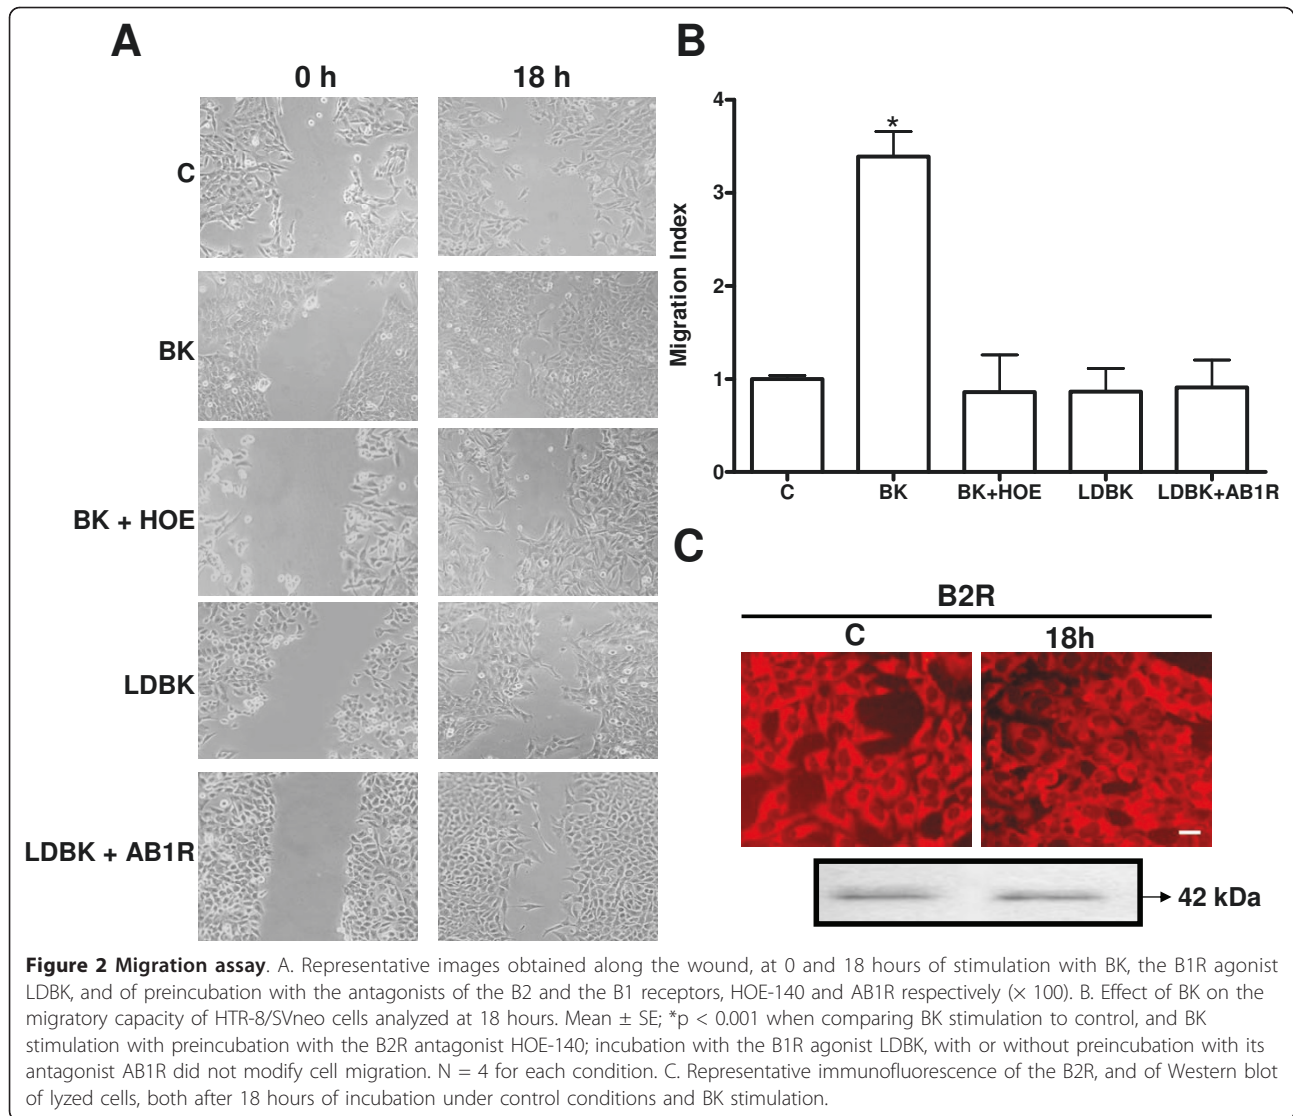 A
0 h
18 h
C
BK
BK + HOE
LDBK
LDBK + AB1R
B
4
3
2
1
0
Migration Index
*
C
BK
BK+HOE
LDBK
LDBK+AB1R
C
B2R
C
18h
42 kDa
Figure 2 Migration assay. A. Representative images obtained along the wound, at 0 and 18 hours of stimulation with BK, the B1R agonist
LDBK, and of preincubation with the antagonists of the B2 and the B1 receptors, HOE-140 and AB1R respectively (× 100). B. Effect of BK on the
migratory capacity of HTR-8/SVneo cells analyzed at 18 hours. Mean ± SE; *p < 0.001 when comparing BK stimulation to control, and BK
stimulation with preincubation with the B2R antagonist HOE-140; incubation with the B1R agonist LDBK, with or without preincubation with its
antagonist AB1R did not modify cell migration. N = 4 for each condition. C. Representative immunofluorescence of the B2R, and of Western blot
of lyzed cells, both after 18 hours of incubation under control conditions and BK stimulation.